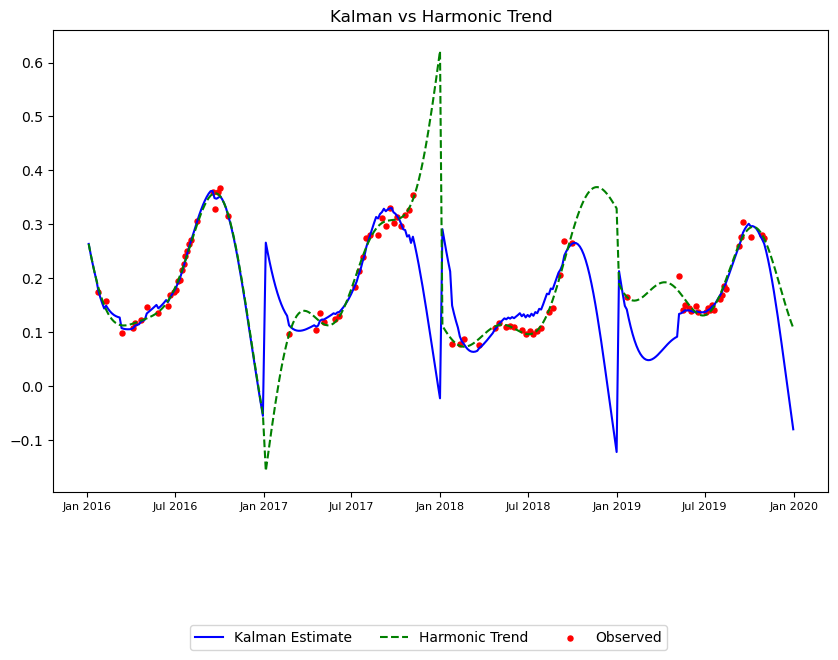 Kalman vs Harmonic Trend
0.6
0.5
0.4
0.3
0.2
0.1
0.0
−0.1
Jan 2016 Jul 2016 Jan 2017 Jul 2017 Jan 2018 Jul 2018 Jan 2019 Jul 2019 Jan 2020
Kalman Estimate Harmonic Trend Observed